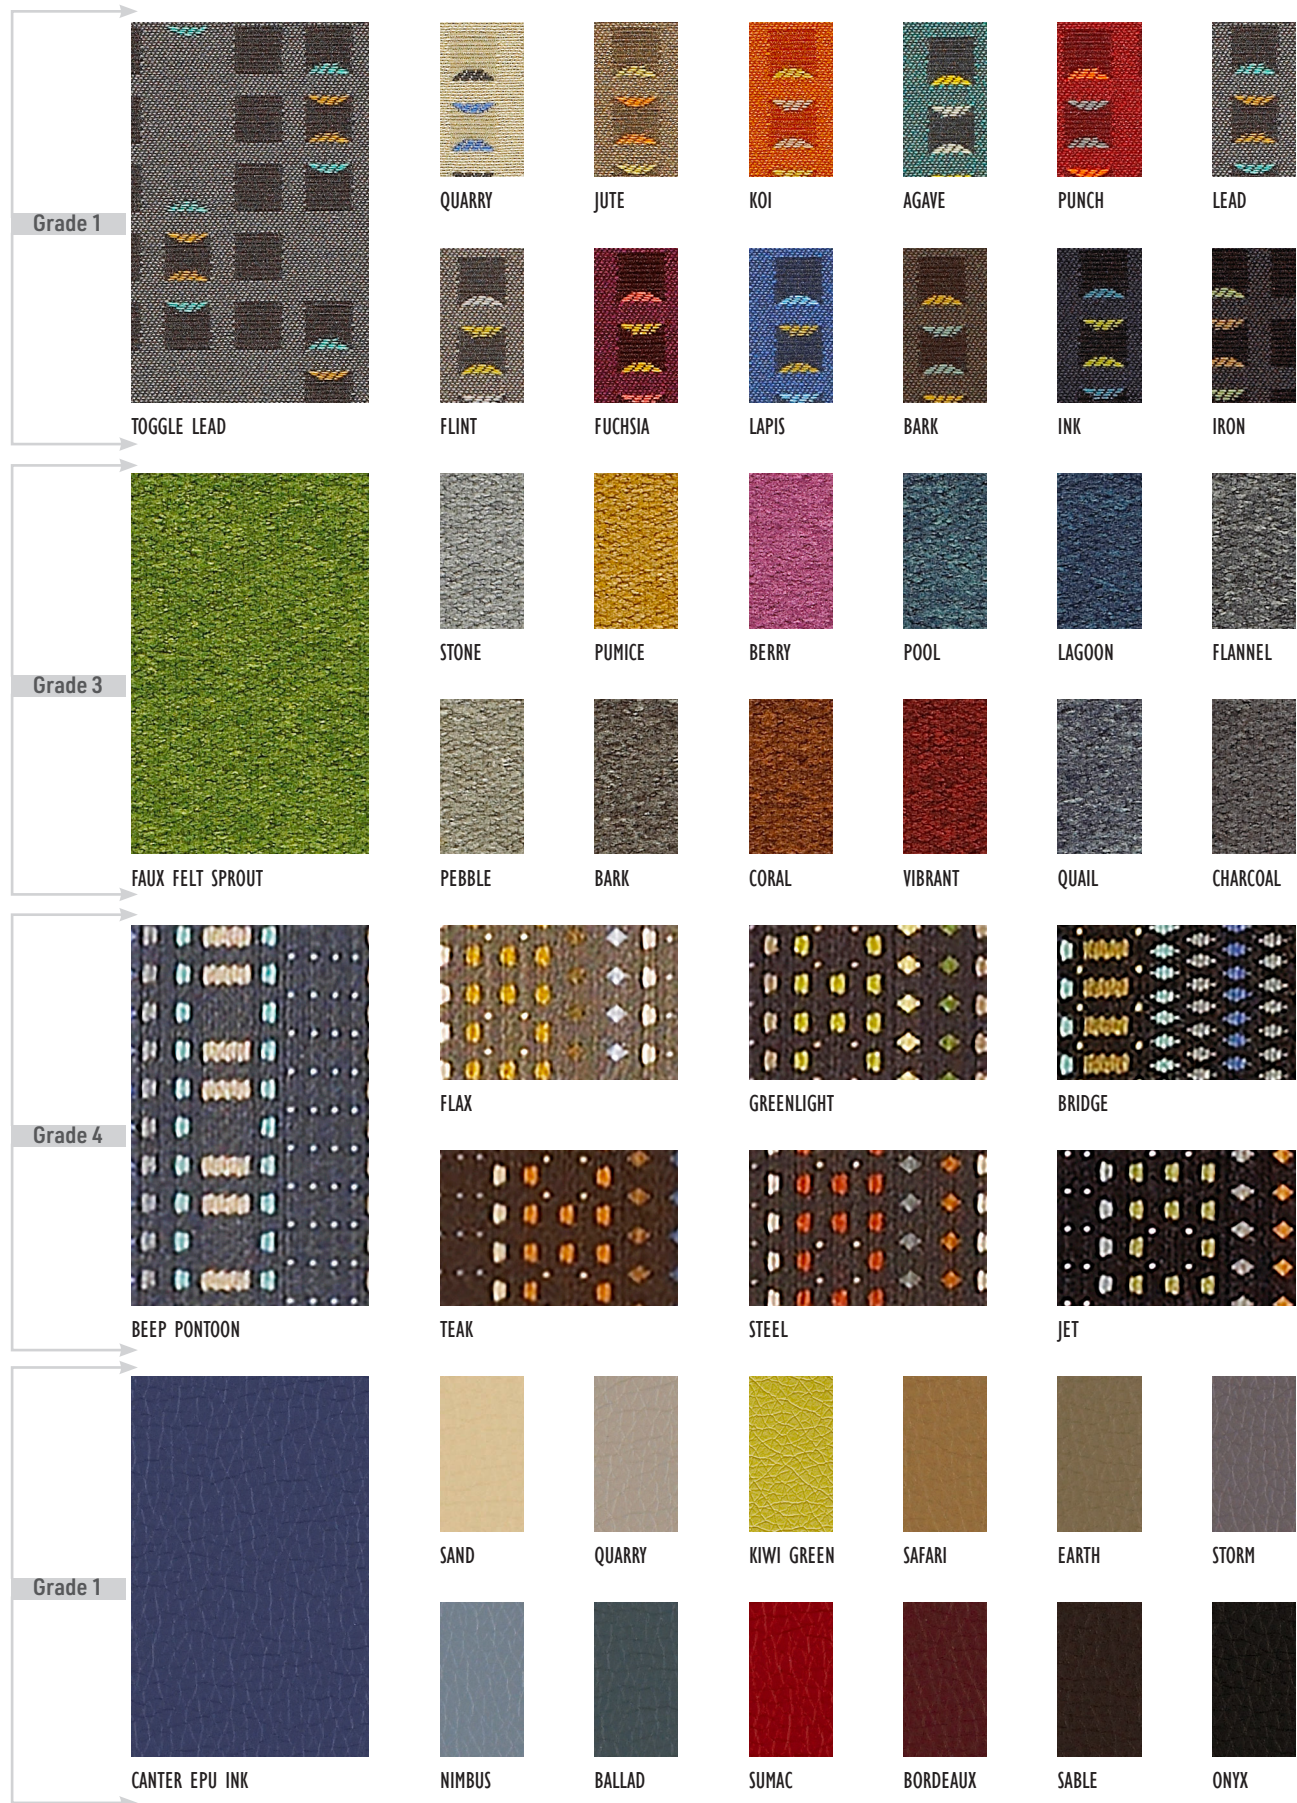 QUARRY JUTE KOI AGAVE PUNCH LEAD
Grade 1
TOGGLE LEAD FLINT FUCHSIA LAPIS BARK INK IRON
STONE PUMICE BERRY POOL LAGOON FLANNEL
Grade 3
FAUX FELT SPROUT PEBBLE BARK CORAL VIBRANT QUAIL CHARCOAL
FLAX GREENLIGHT BRIDGE
Grade 4
BEEP PONTOON TEAK STEEL JET
SAND QUARRY KIWI GREEN SAFARI EARTH STORM
Grade 1
CANTER EPU INK NIMBUS BALLAD SUMAC BORDEAUX SABLE ONYX